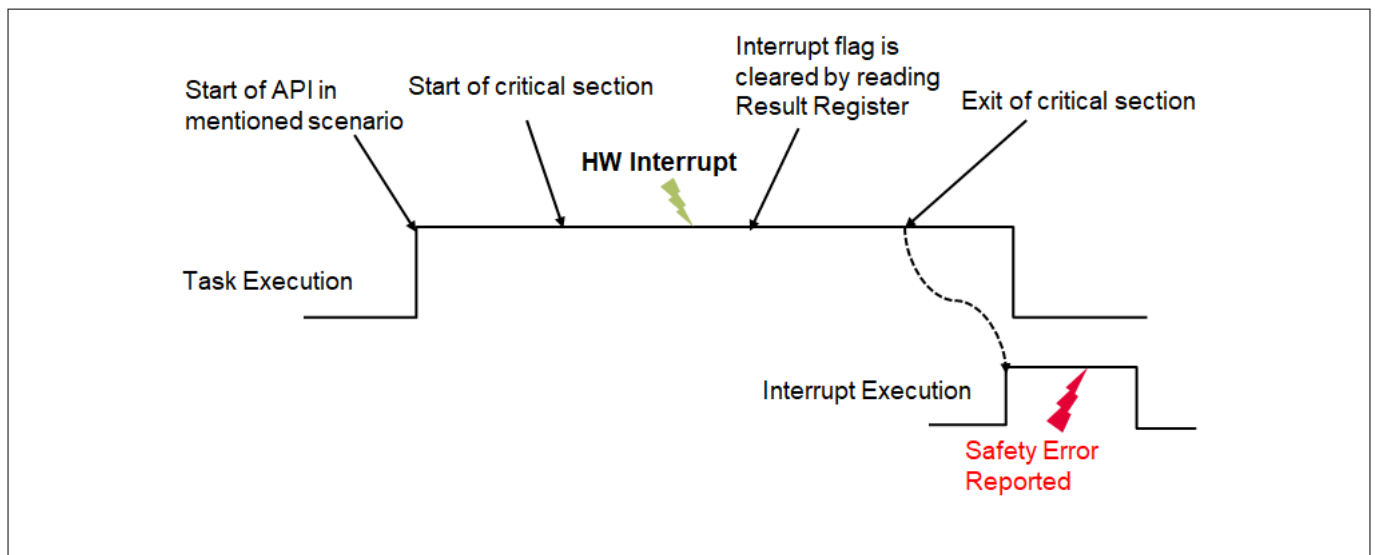 Start of API in
mentioned scenario
Start of critical section
Interrupt flag is
cleared by reading
Result Register
Exit of critical section
HW Interrupt
Task Execution
Interrupt Execution
Safety Error
Reported